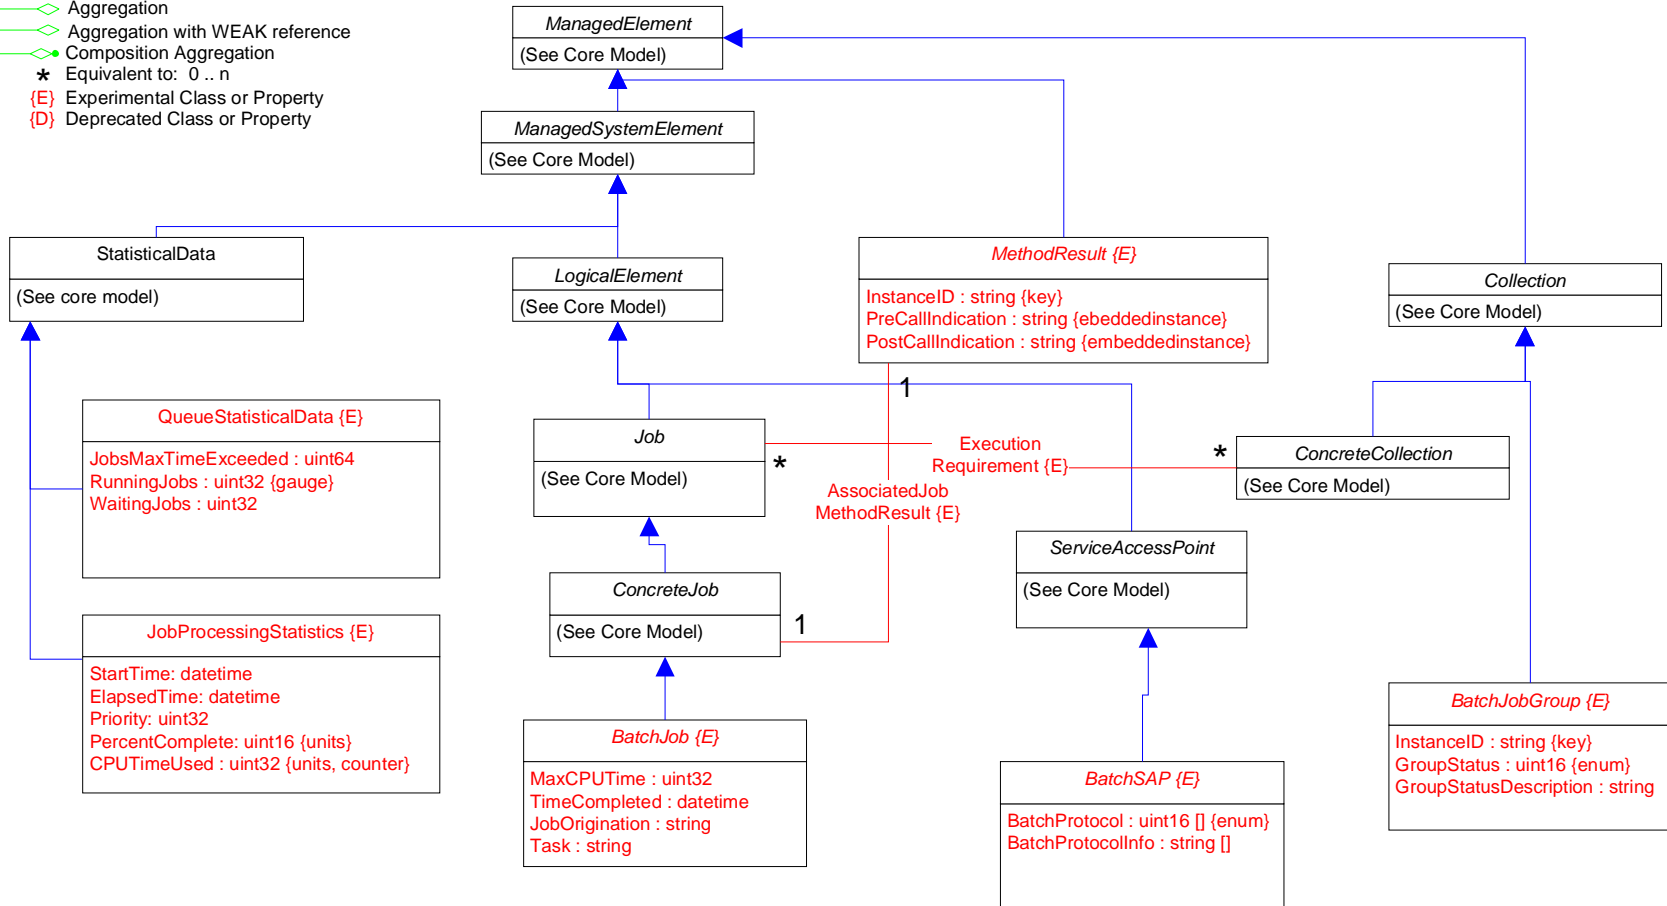 Aggregation
Aggregation with WEAK reference
Composition Aggregation
* Equivalent to: 0 .. n
{E} Experimental Class or Property
{D} Deprecated Class or Property
ManagedElement
(See Core Model)
ManagedSystemElement
(See Core Model)
StatisticalData
(See core model)
LogicalElement
(See Core Model)
MethodResult {E}
InstanceID : string {key}
PreCallIndication : string {ebeddedinstance}
PostCallIndication : string {embeddedinstance}
Collection
(See Core Model)
1
QueueStatisticalData {E}
JobsMaxTimeExceeded : uint64
RunningJobs : uint32 {gauge}
WaitingJobs : uint32
Job
(See Core Model)
*
Execution
Requirement {E}
*
ConcreteCollection
(See Core Model)
AssociatedJob
MethodResult {E}
ServiceAccessPoint
(See Core Model)
ConcreteJob
(See Core Model)
1
JobProcessingStatistics {E}
StartTime: datetime
ElapsedTime: datetime
Priority: uint32
PercentComplete: uint16 {units}
CPUTimeUsed : uint32 {units, counter}
BatchJob {E}
MaxCPUTime : uint32
TimeCompleted : datetime
JobOrigination : string
Task : string
BatchSAP {E}
BatchProtocol : uint16 [] {enum}
BatchProtocolInfo : string []
BatchJobGroup {E}
InstanceID : string {key}
GroupStatus : uint16 {enum}
GroupStatusDescription : string